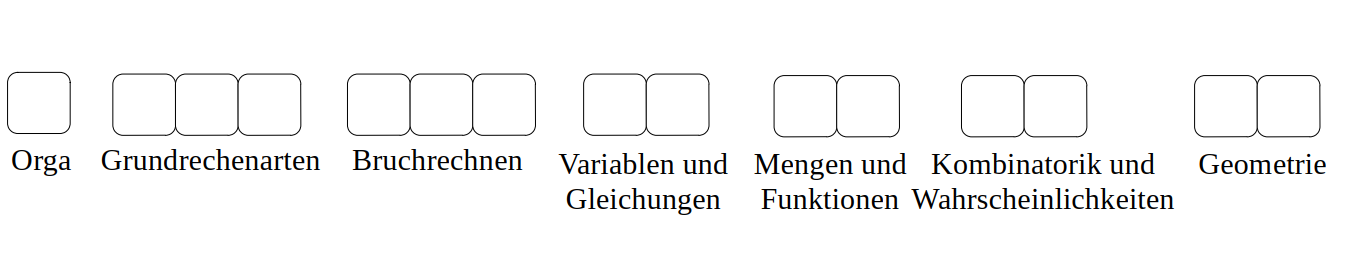 Orga
Grundrechenarten
Bruchrechnen
Variablen und
Gleichungen
Mengen und
Funktionen
Kombinatorik und
Wahrscheinlichkeiten
Geometrie